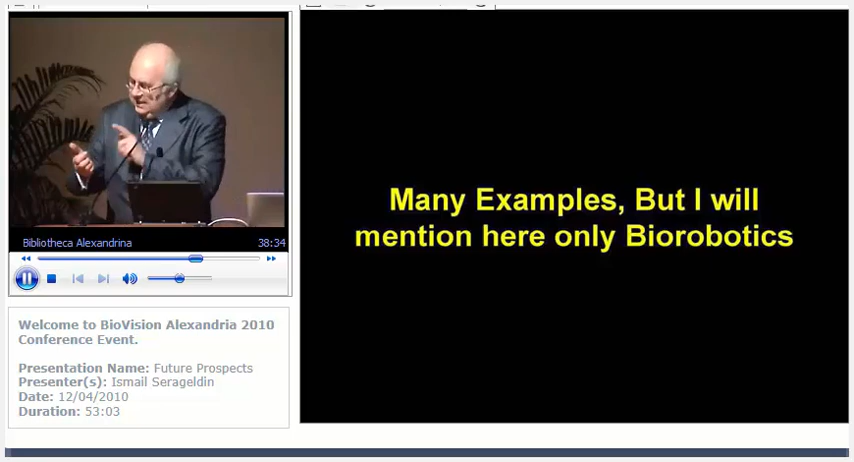 Bibliotheca Alexandrina 38:34
Welcome to BioVision Alexandria 2010
Conference Event.
Presentation Name: Future Prospects
Presenter(s): Ismail Serageldin
Date: 12/04/2010
Duration: 53:03
Many Examples, But I will
mention here only Biorobotics